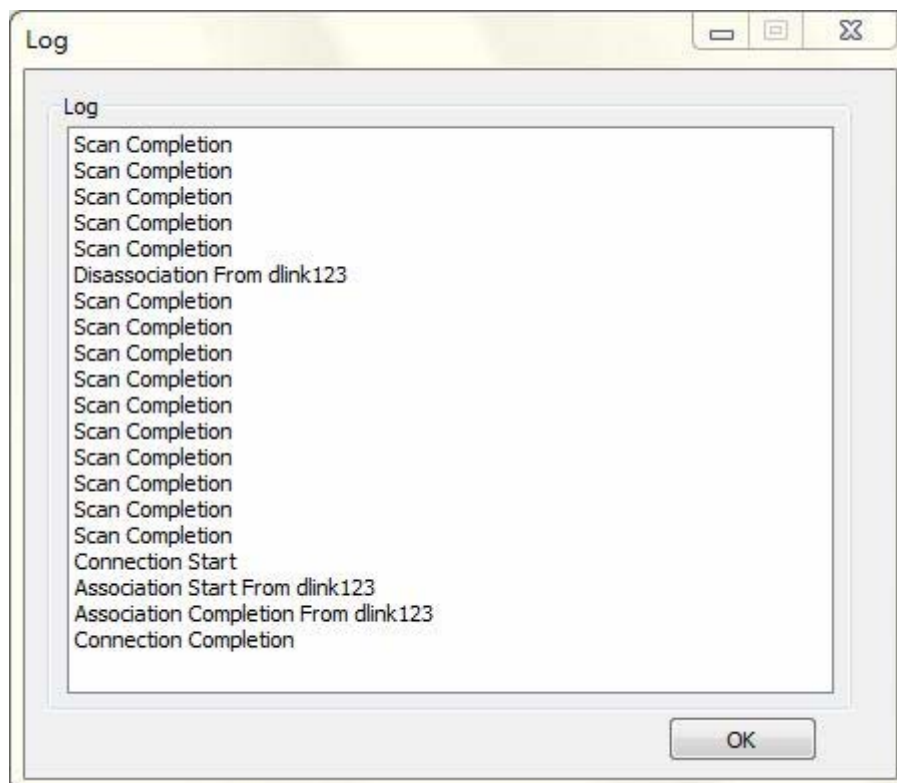 Log
Log
Scan Completion
Scan Completion
Scan Completion
Scan Completion
Scan Completion
Disassociation From dlink123
Scan Completion
Scan Completion
Scan Completion
Scan Completion
Scan Completion
Scan Completion
Scan Completion
Scan Completion
Scan Completion
Scan Completion
Connection Start
Association Start From dlink123
Association Completion From dlink123
Connection Completion
OK